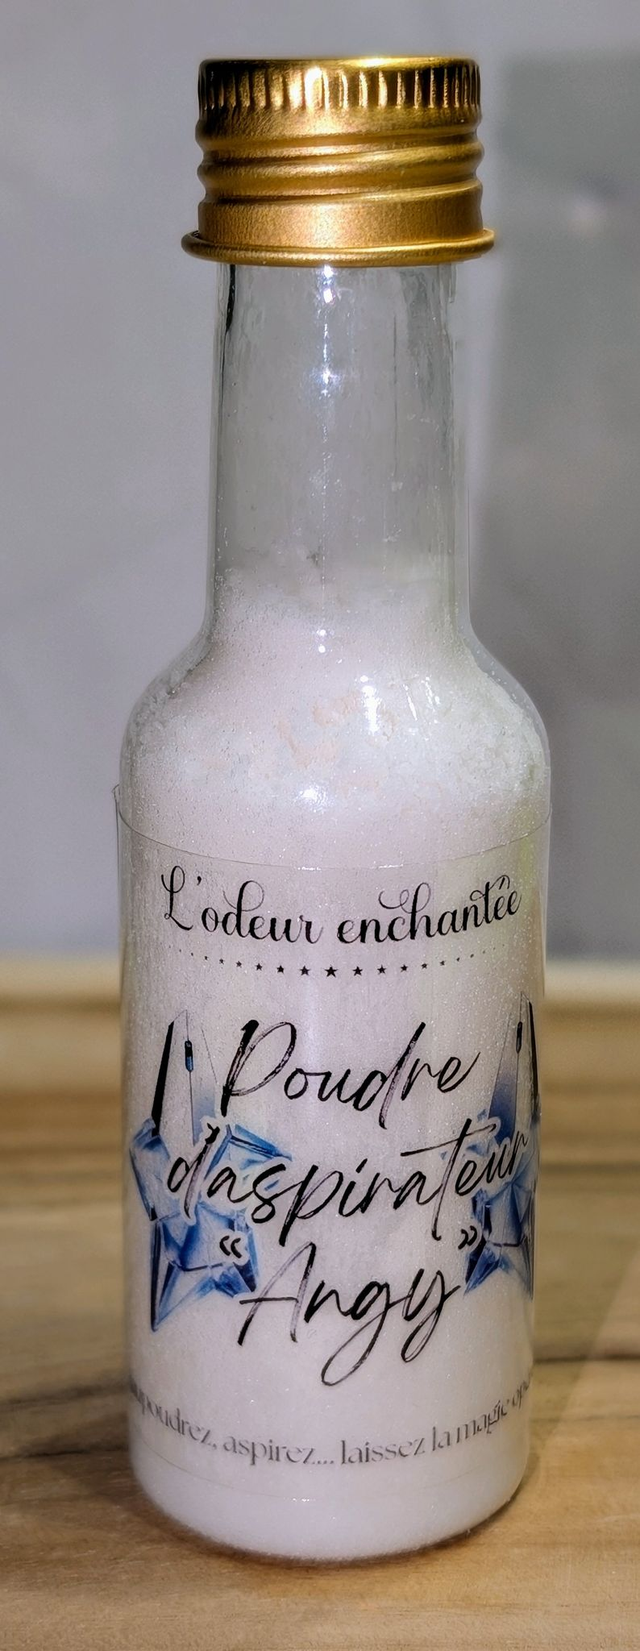 L'odeur enchantée
Poudre
d'aspirateur
« Angy »
aspirez... laissez la magie